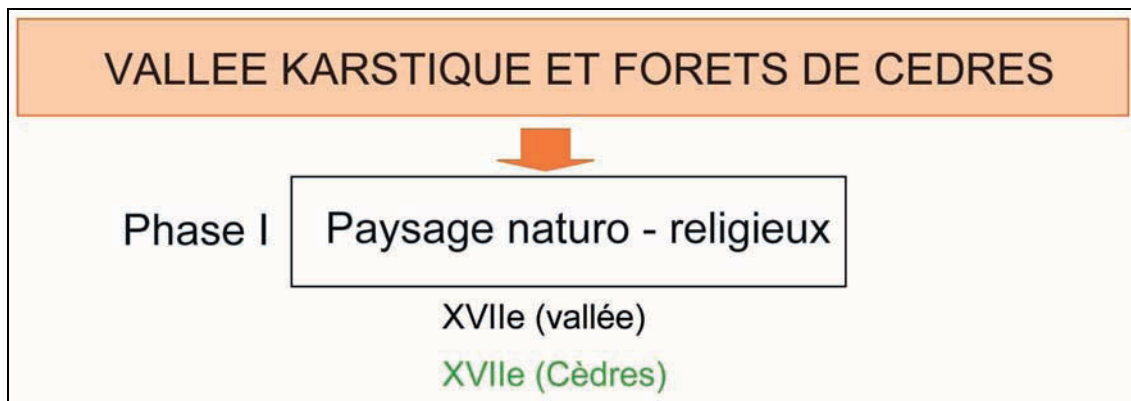 VALLEE KARSTIQUE ET FORETS DE CEDRES
Phase I
Paysage naturo - religieux
XVIIe (vallée)
XVIIe (Cèdres)